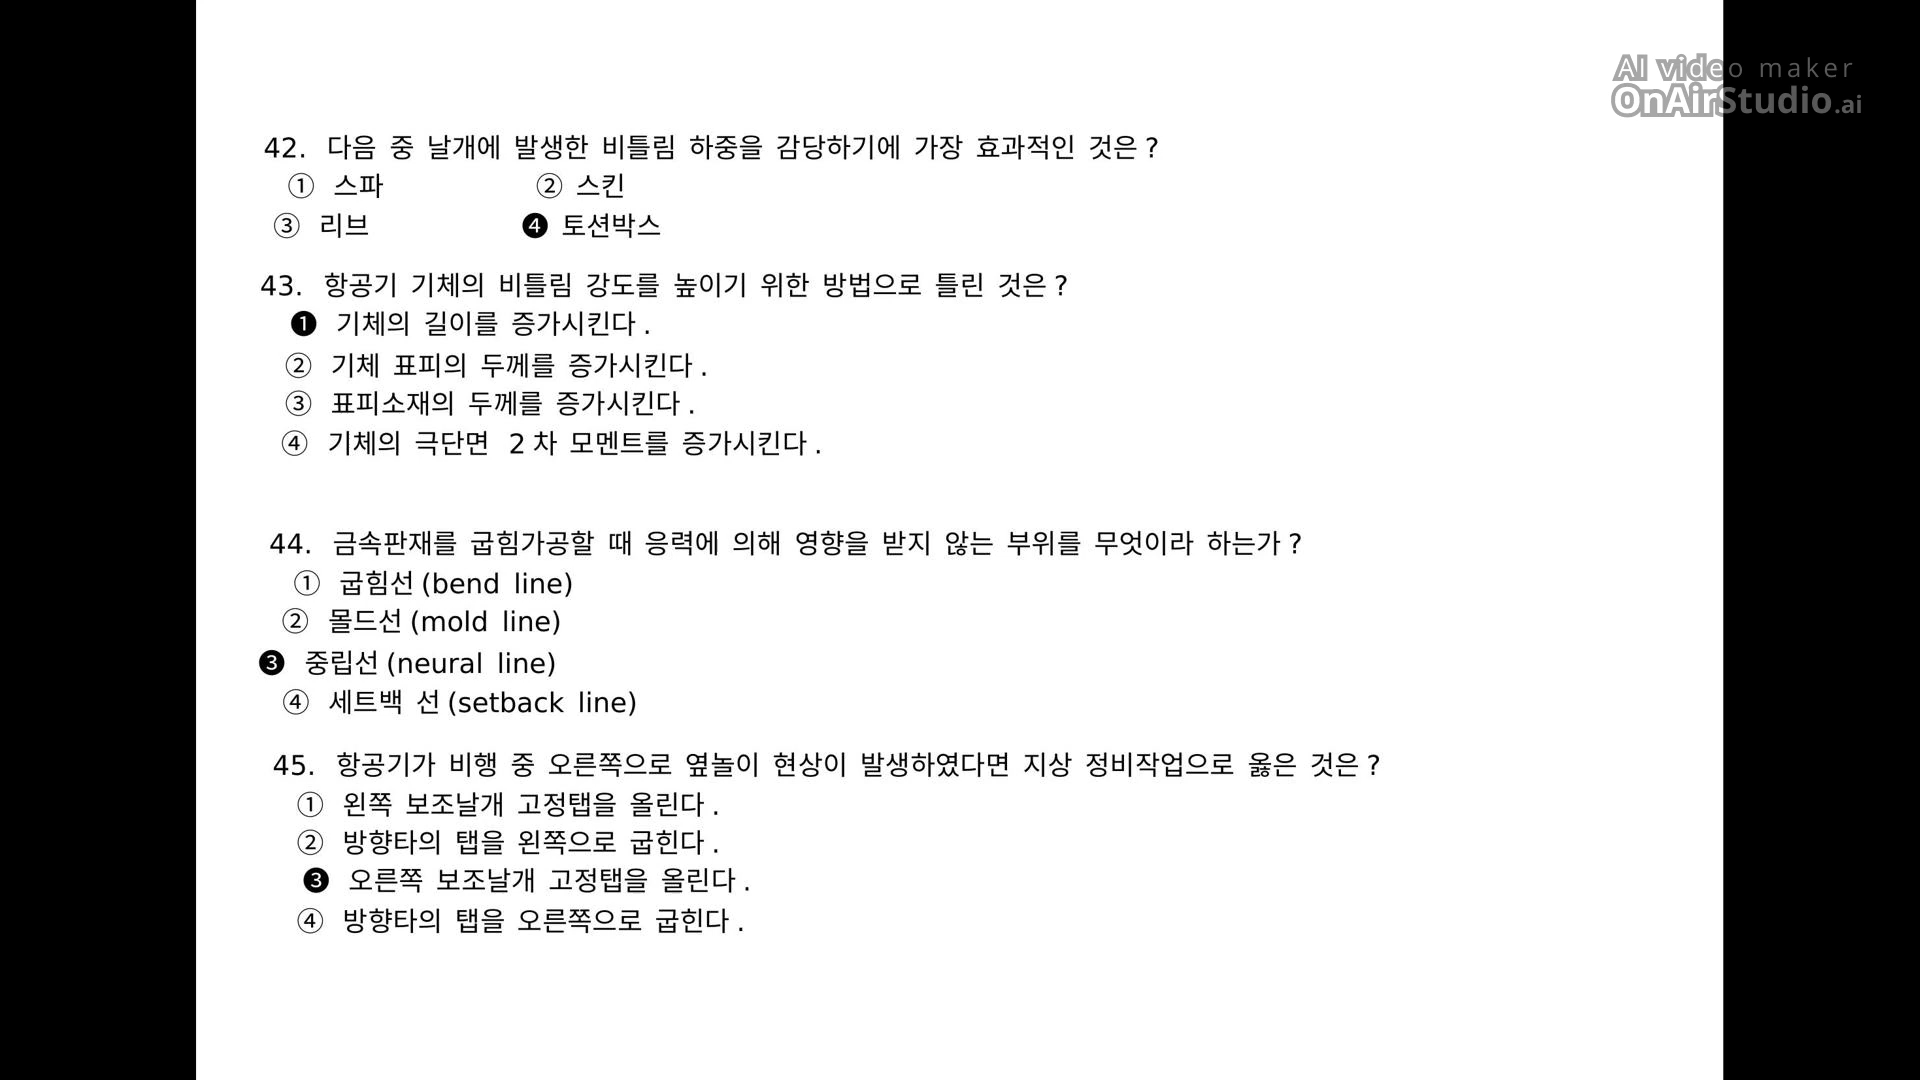 AI video maker
OnAirStudio.ai
42. 다음 중 날개에 발생한 비틀림 하중을 감당하기에 가장 효과적인 것은 ?
① 스파 ② 스킨
③ 리브 ❹ 토션박스
43. 항공기 기체의 비틀림 강도를 높이기 위한 방법으로 틀린 것은 ?
❶ 기체의 길이를 증가시킨다 .
② 기체 표피의 두께를 증가시킨다 .
③ 표피소재의 두께를 증가시킨다 .
④ 기체의 극단면 2 차 모멘트를 증가시킨다 .
44. 금속판재를 굽힘가공할 때 응력에 의해 영향을 받지 않는 부위를 무엇이라 하는가 ?
① 굽힘선 (bend line)
② 몰드선 (mold line)
❸ 중립선 (neural line)
④ 세트백 선 (setback line)
45. 항공기가 비행 중 오른쪽으로 옆놀이 현상이 발생하였다면 지상 정비작업으로 옳은 것은 ?
① 왼쪽 보조날개 고정탭을 올린다 .
② 방향타의 탭을 왼쪽으로 굽힌다 .
❸ 오른쪽 보조날개 고정탭을 올린다 .
④ 방향타의 탭을 오른쪽으로 굽힌다 .